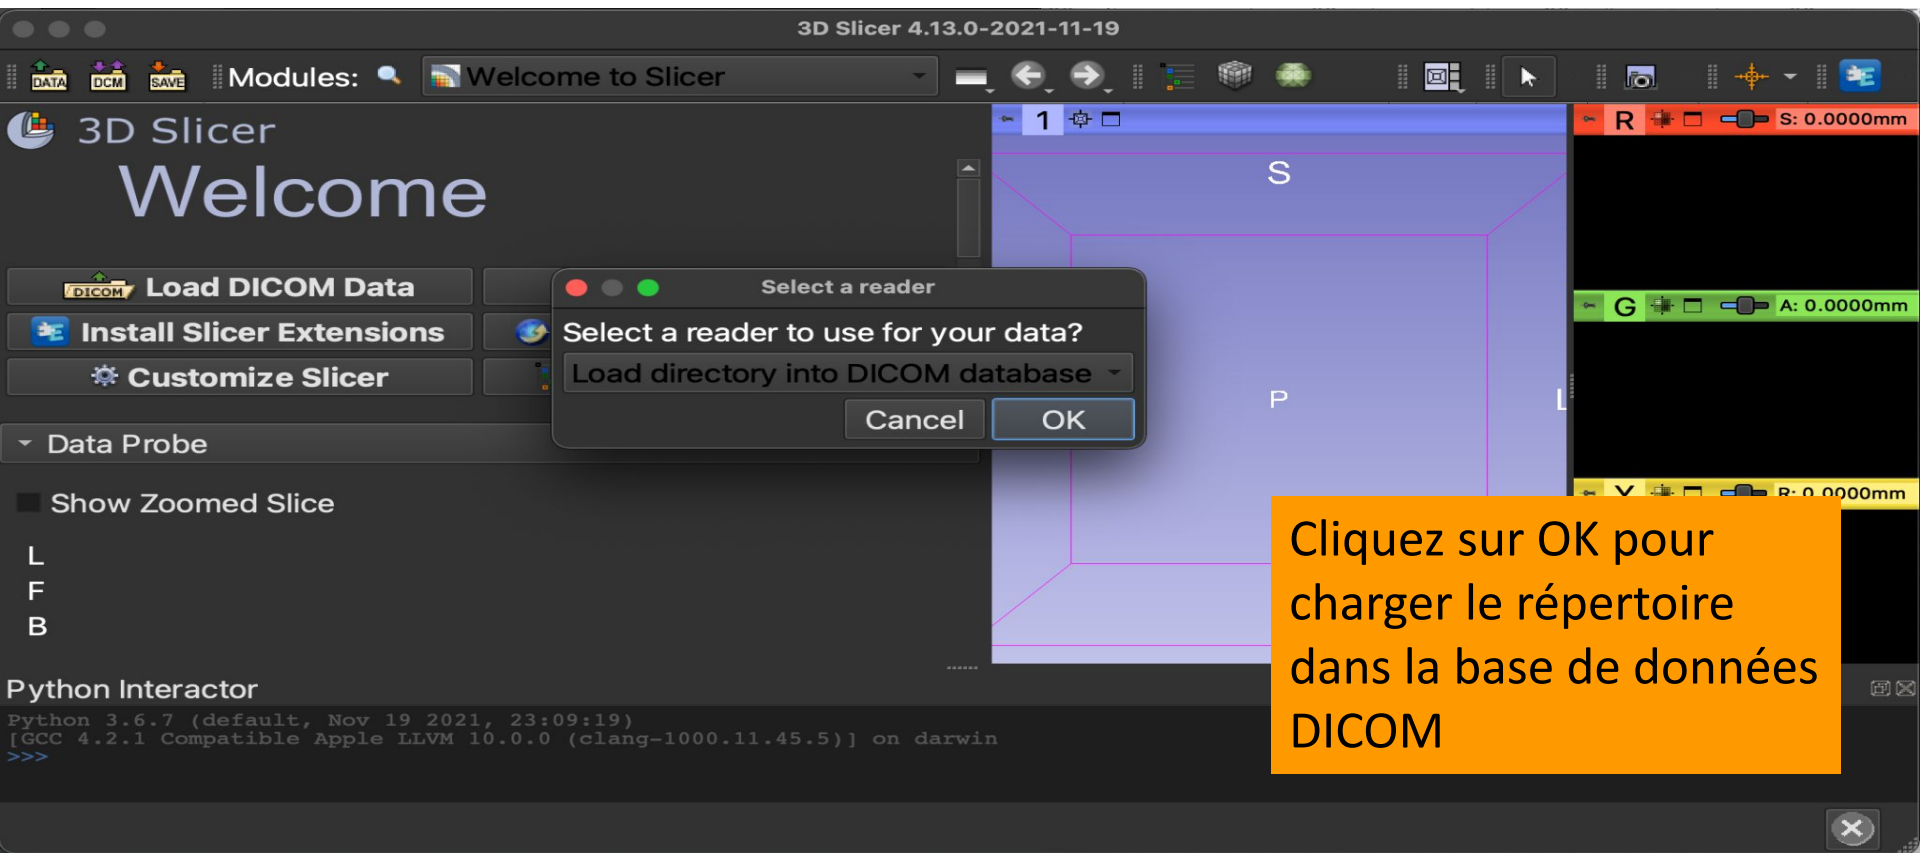 3D Slicer 4.13.0-2021-11-19
DATA DCM SAVE Modules: Welcome to Slicer
3D Slicer
Welcome
Load DICOM Data
Install Slicer Extensions
Customize Slicer
Data Probe
Show Zoomed Slice
L
F
B
Select a reader
Select a reader to use for your data?
Load directory into DICOM database
Cancel OK
1
S
P
L
R S: 0.0000mm
G A: 0.0000mm
Y R: 0.0000mm
Cliquez sur OK pour
charger le répertoire
dans la base de données
DICOM
Python Interactor
Python 3.6.7 (default, Nov 19 2021, 23:09:19)
[GCC 4.2.1 Compatible Apple LLVM 10.0.0 (clang-1000.11.45.5)] on darwin
>>>